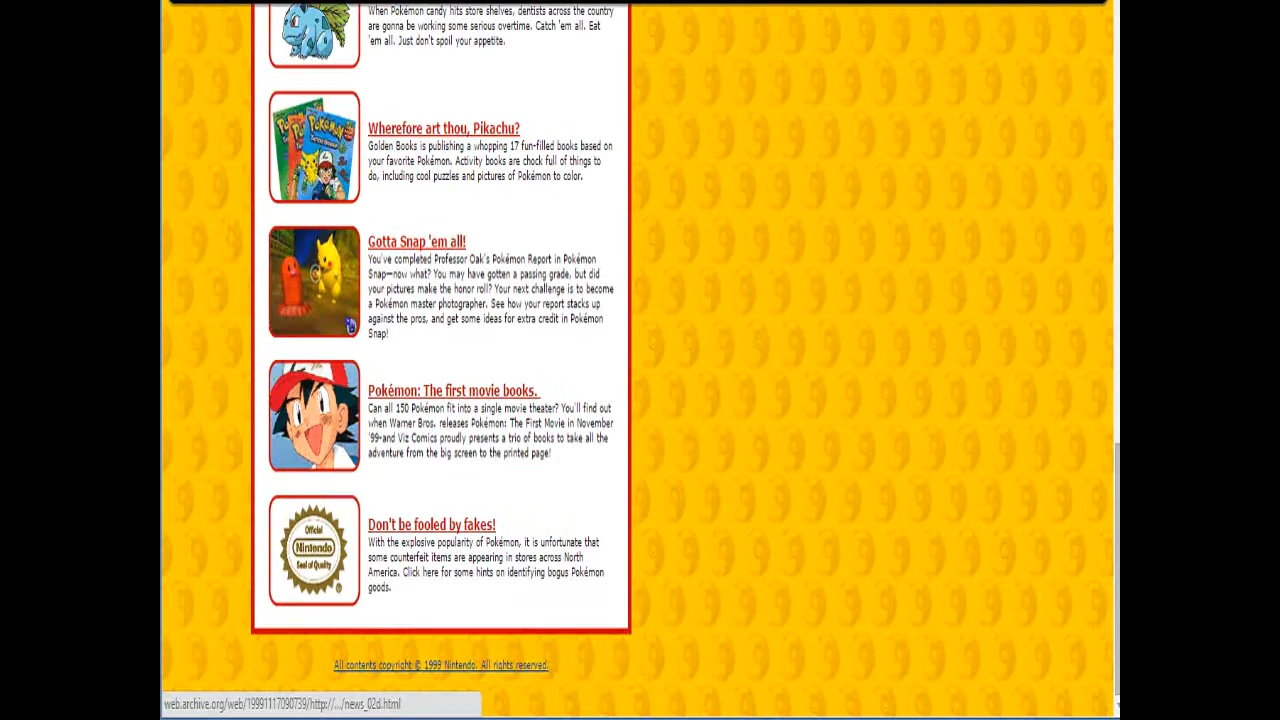 When Pokémon candy hits store shelves, dentists across the country
are gonna be working some serious overtime. Catch 'em all. Eat
'em all. Just don't spoil your appetite.
POKéMON
Wherefore art thou, Pikachu?
Golden Books is publishing a whopping 17 fun-filled books based on
your favorite Pokémon. Activity books are chock full of things to
do, including cool puzzles and pictures of Pokémon to color.
Gotta Snap 'em all!
You've completed Professor Oak's Pokémon Report in Pokémon
Snap—now what? You may have gotten a passing grade, but did
your pictures make the honor roll? Your next challenge is to become
a Pokémon master photographer. See how your report stacks up
against the pros, and get some ideas for extra credit in Pokémon
Snap!
Pokémon: The first movie books.
Can all 150 Pokémon fit into a single movie theater? You'll find out
when Warner Bros. releases Pokémon: The First Movie in November
'99-and Viz Comics proudly presents a trio of books to take all the
adventure from the big screen to the printed page!
Official
Nintendo
Seal of Quality
Don't be fooled by fakes!
With the explosive popularity of Pokémon, it is unfortunate that
some counterfeit items are appearing in stores across North
America. Click here for some hints on identifying bogus Pokémon
goods.
All contents copyright © 1999 Nintendo. All rights reserved.
web.archive.org/web/19991117090739/http://.../news_02d.html